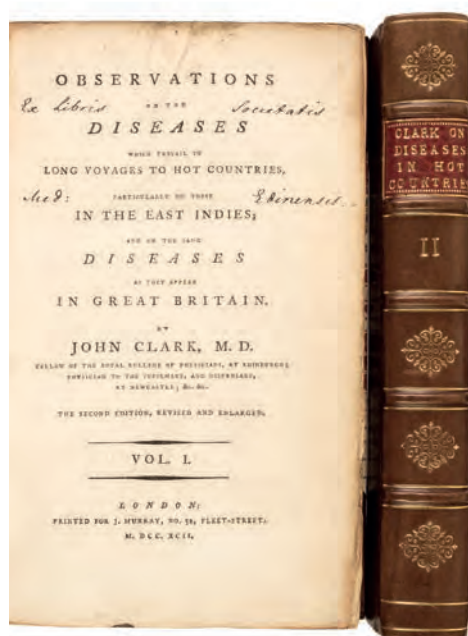 OBSERVATIONS
ON THE
Ex Libris Societatis
DISEASES
WHICH PREVAIL IN
LONG VOYAGES TO HOT COUNTRIES,
Med: PARTICULARLY ON THOSE Edinensis.
IN THE EAST INDIES;
AND ON THE SAME
DISEASES
AS THEY APPEAR
IN GREAT BRITAIN.
BY
JOHN CLARK, M. D.
FELLOW OF THE ROYAL COLLEGE OF PHYSICIANS, AT EDINBURGH;
PHYSICIAN TO THE INFIRMARY, AND DISPENSARY,
AT NEWCASTLE; &c. &c.
THE SECOND EDITION, REVISED AND ENLARGED.
VOL. I.
LONDON:
PRINTED FOR J. MURRAY, NO. 32, FLEET-STREET.
M. DCC. XCII.
CLARK ON
DISEASES
IN HOT
COUNTRIE
II